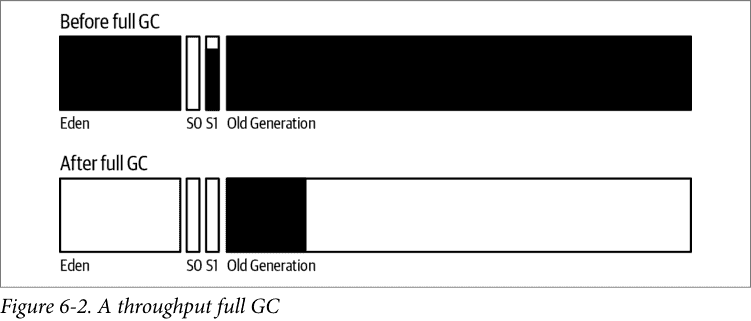 Before full GC
Eden S0 S1 Old Generation
After full GC
Eden S0 S1 Old Generation
Figure 6-2. A throughput full GC